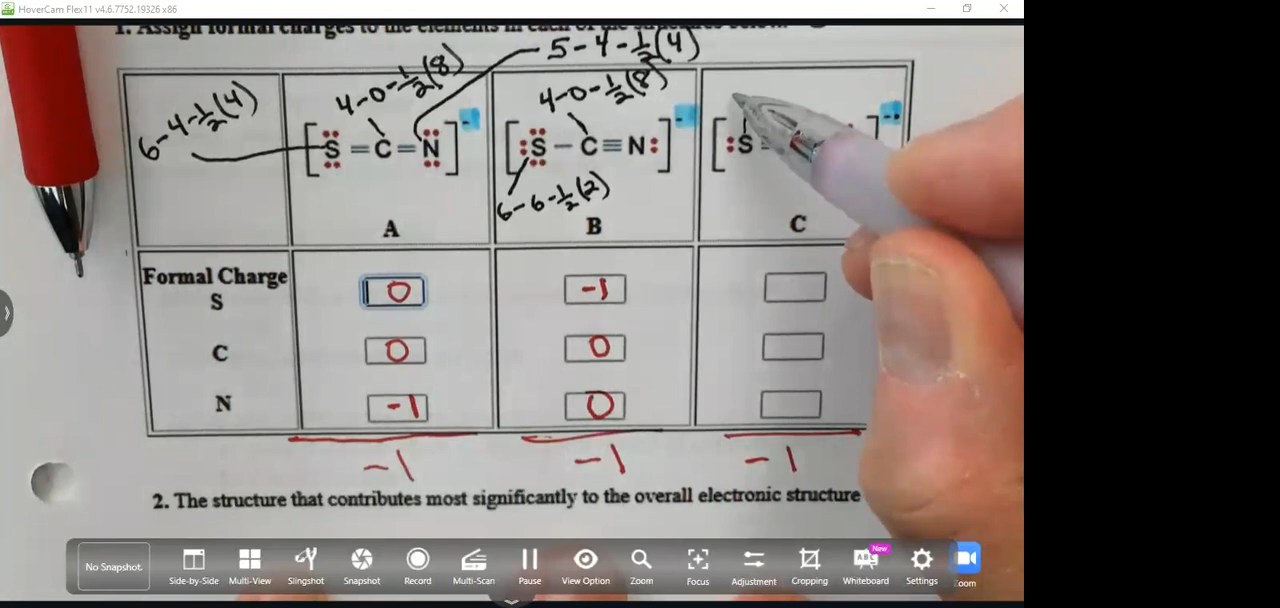 HoverCam Flex11 v4.6.7752.19326 x86
1. Assign formal charges to the elements in each of the structures below.
5-4-½(4)
6-4-½(4)
4-0-½(8)
4-0-½(8)
[S=C=N]-
[:S-C≡N:]-
[:S
6-6-½(2)
A B C
Formal Charge
S 0 -1
C 0 0
N -1 0
-1 -1 -1
2. The structure that contributes most significantly to the overall electronic structure
No Snapshot.
Side-by-Side Multi-View Slingshot Snapshot Record Multi-Scan Pause View Option Zoom Focus Adjustment Cropping Whiteboard Settings Zoom
New
ABC